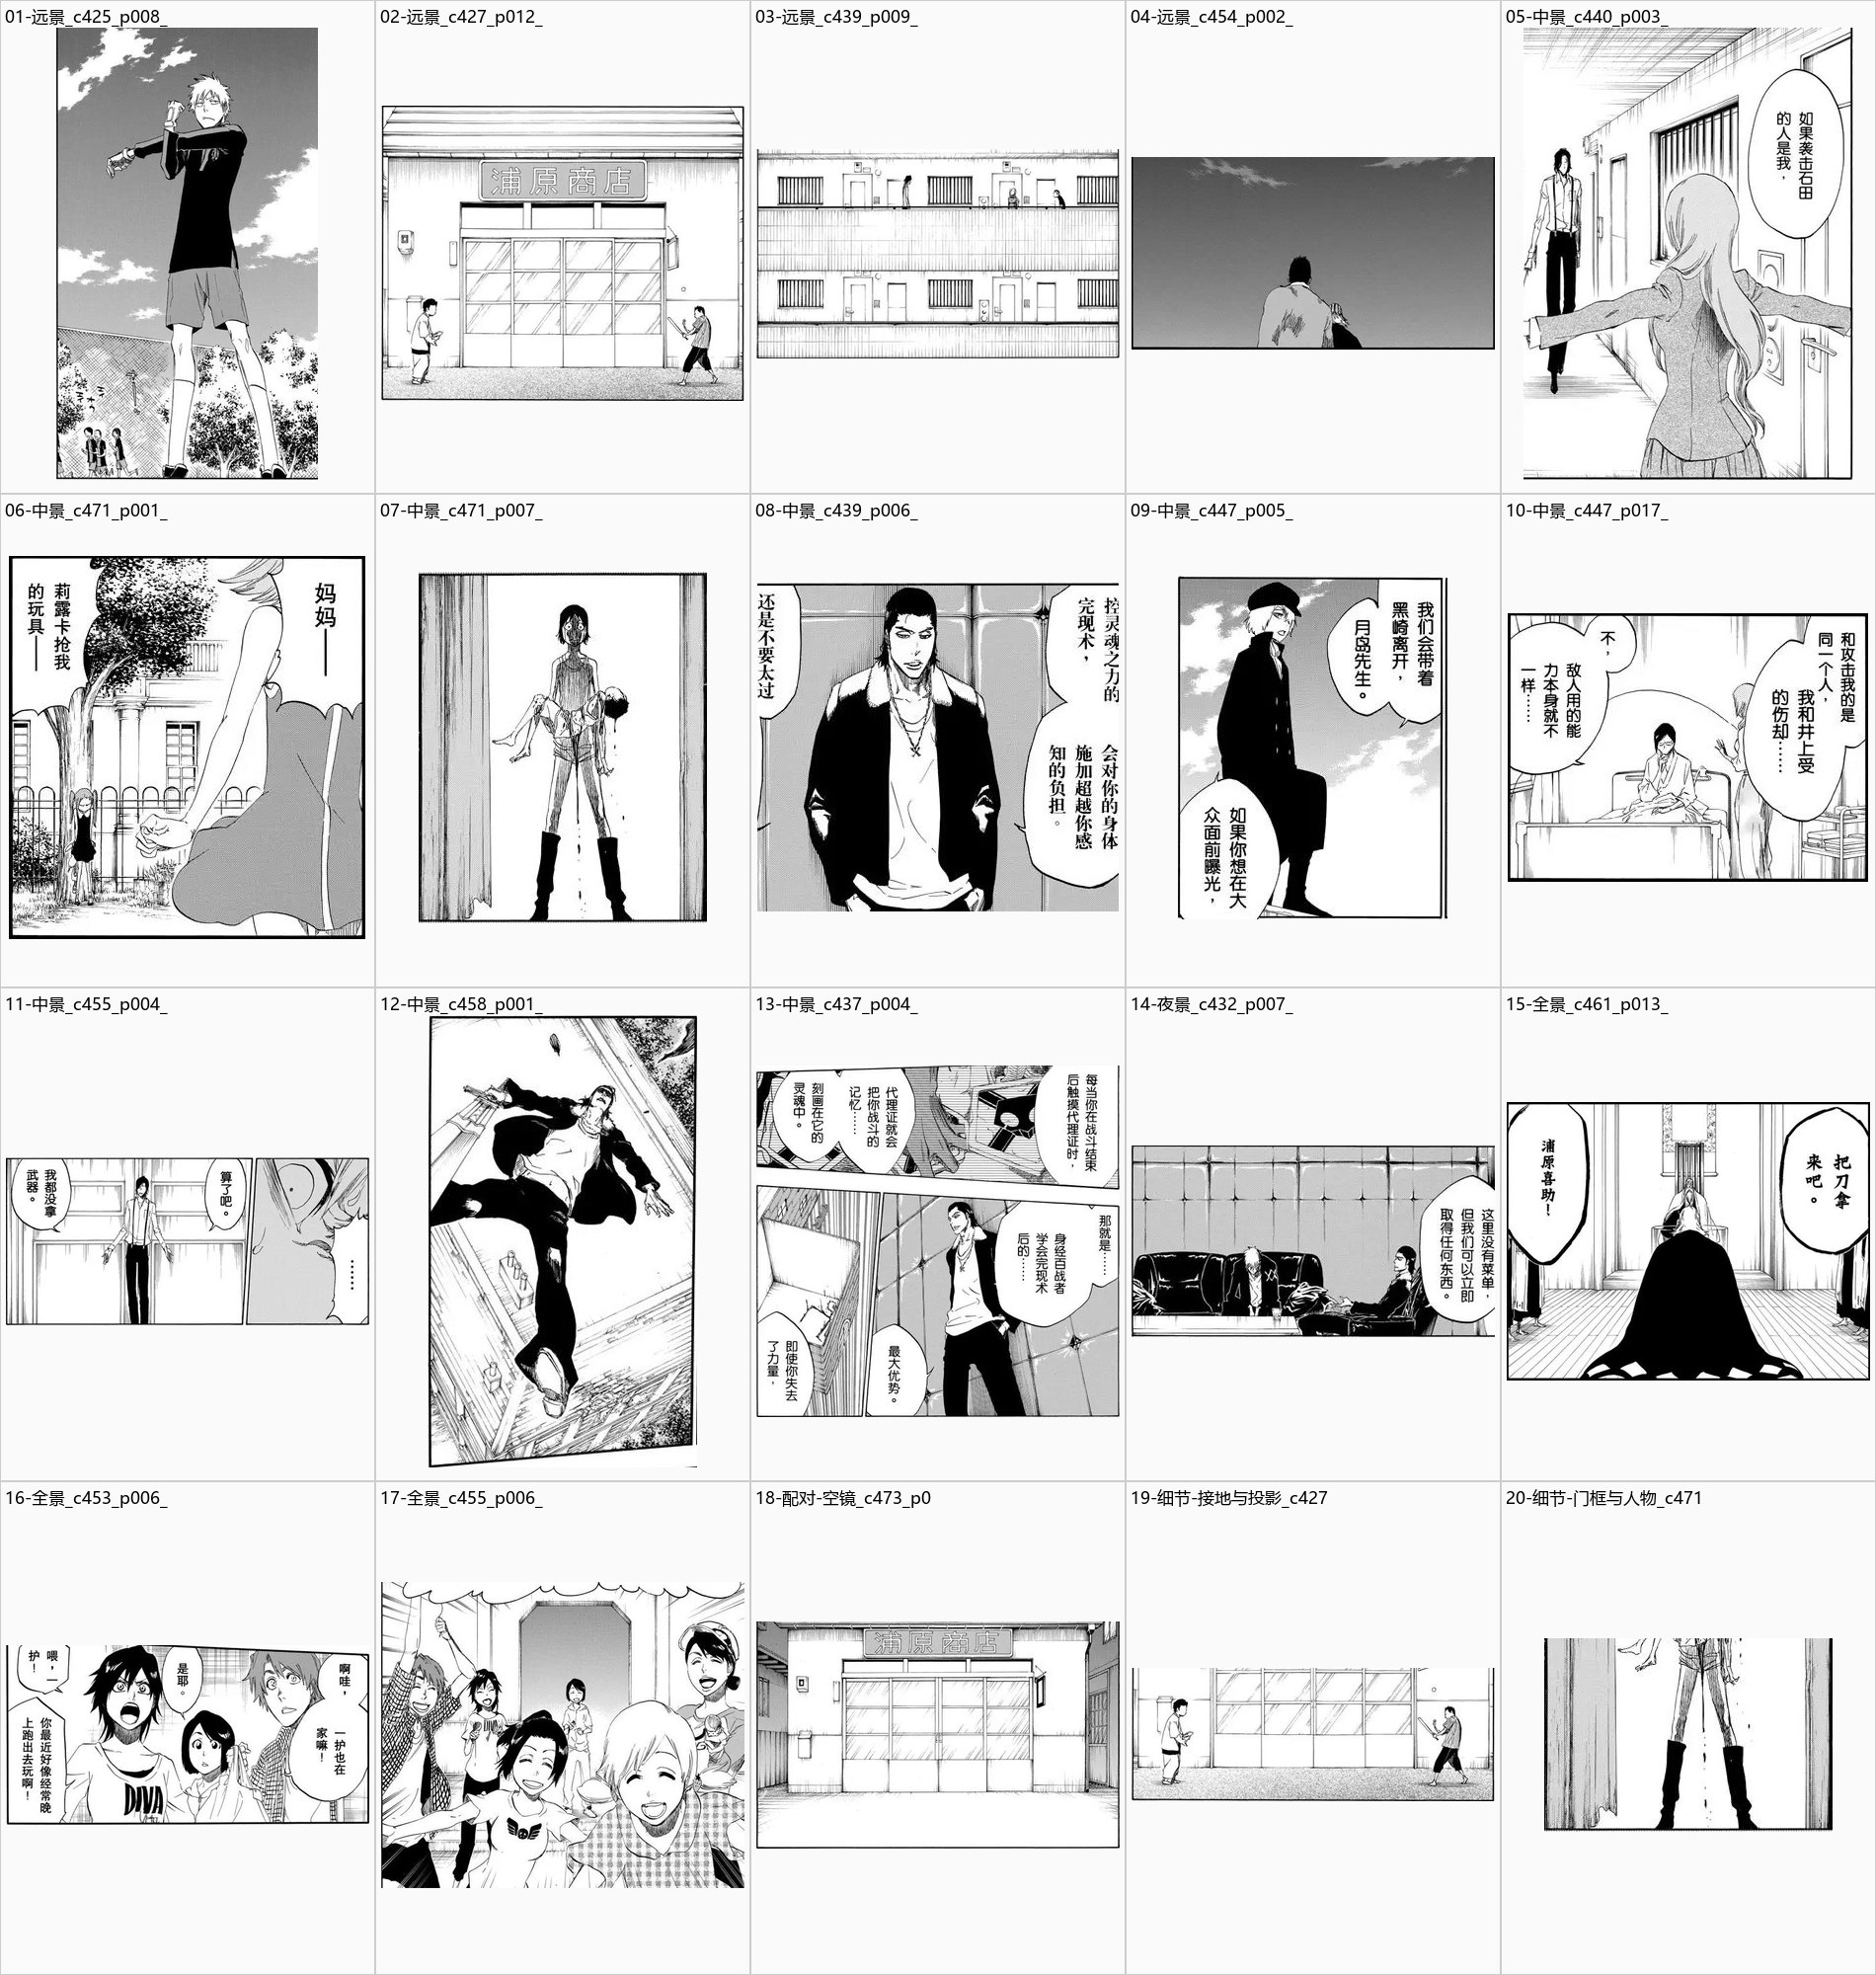 01-远景_c425_p008_
02-远景_c427_p012_
浦原商店
03-远景_c439_p009_
04-远景_c454_p002_
05-中景_c440_p003_
如果袭击石田
的人是我，
06-中景_c471_p001_
妈妈——
莉露卡抢我
的玩具——
07-中景_c471_p007_
08-中景_c439_p006_
控灵魂之力的
完现术，
会对你的身体
施加超越你感
知的负担。
还是不要太过
09-中景_c447_p005_
我们会带着
黑崎离开，
月岛先生。
如果你想在大
众面前曝光，
10-中景_c447_p017_
和攻击我的是
同一个人，
我和井上受
的伤却……
不，
敌人用的能
力本身就不
一样……
11-中景_c455_p004_
……
算了吧。
我都没拿
武器。
12-中景_c458_p001_
13-中景_c437_p004_
每当你在战斗结束
后触摸代理证时，
代理证就会
把你战斗的
记忆……
刻画在它的
灵魂中。
那就是……
身经百战者
学会完现术
后的……
最大优势。
即使你失去
了力量，
14-夜景_c432_p007_
这里没有菜单，
但我们可以立即
取得任何东西。
15-全景_c461_p013_
把刀拿
来吧。
浦原喜助！
16-全景_c453_p006_
啊哇，
一护也在
家嘛！
是耶。
喂，一
护！
你最近好像经常晚
上跑出去玩啊！
DIVA
17-全景_c455_p006_
18-配对-空镜_c473_p0
浦原商店
19-细节-接地与投影_c427
20-细节-门框与人物_c471